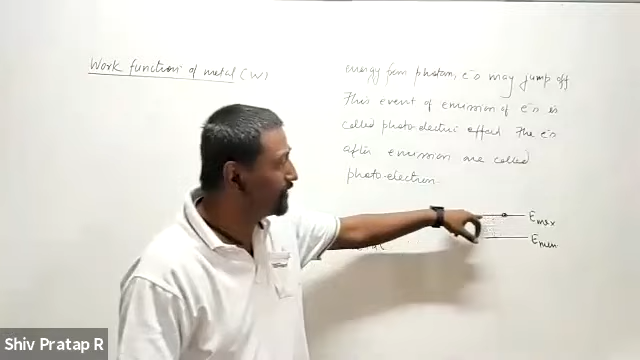 Work function of metal (W)
energy from photon, e⁻s may jump off
This event of emission of e⁻s is
called photo-electric effect The e⁻s
after emission are called
photo-electron.
Emax
Emin
Shiv Pratap R